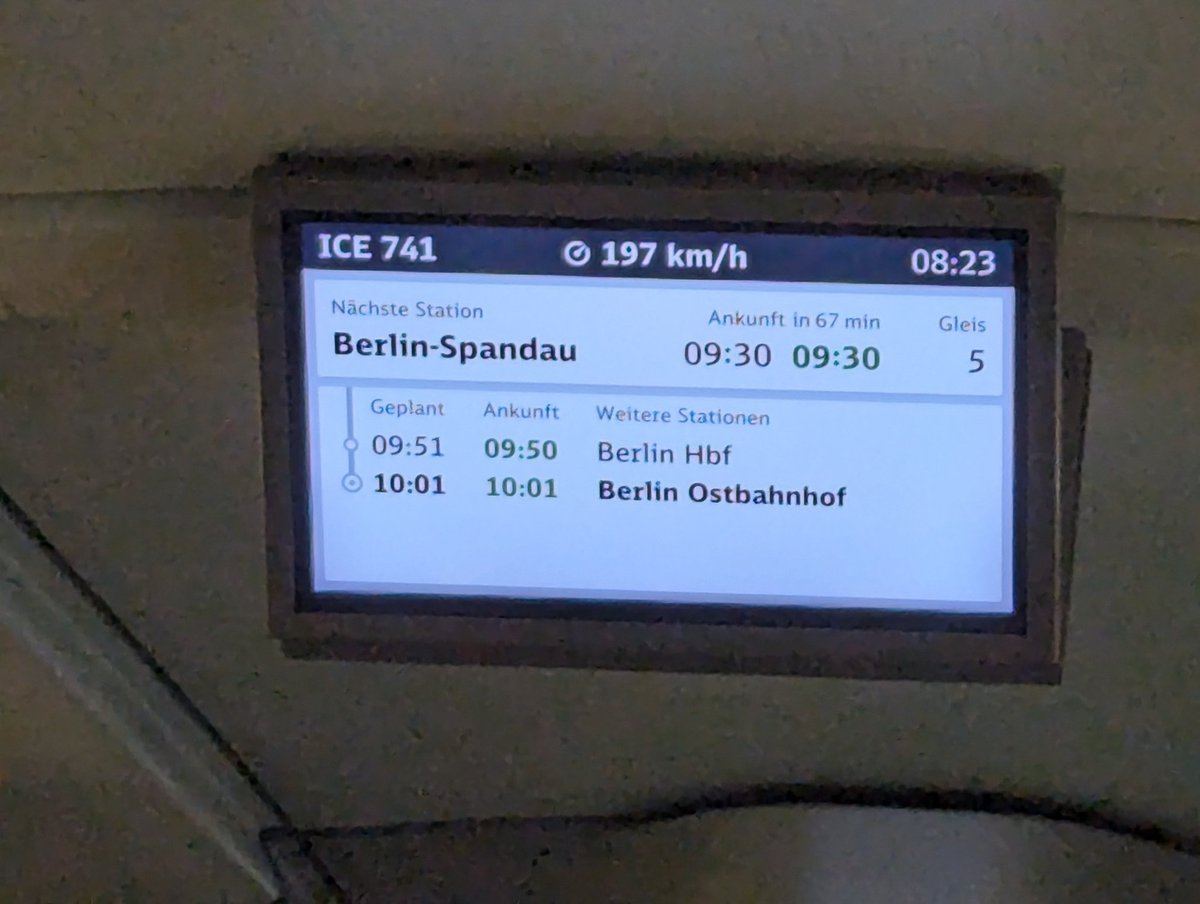 ICE 741 197 km/h 08:23
Nächste Station Ankunft in 67 min Gleis
Berlin-Spandau 09:30 09:30 5
Geplant Ankunft Weitere Stationen
09:51 09:50 Berlin Hbf
10:01 10:01 Berlin Ostbahnhof